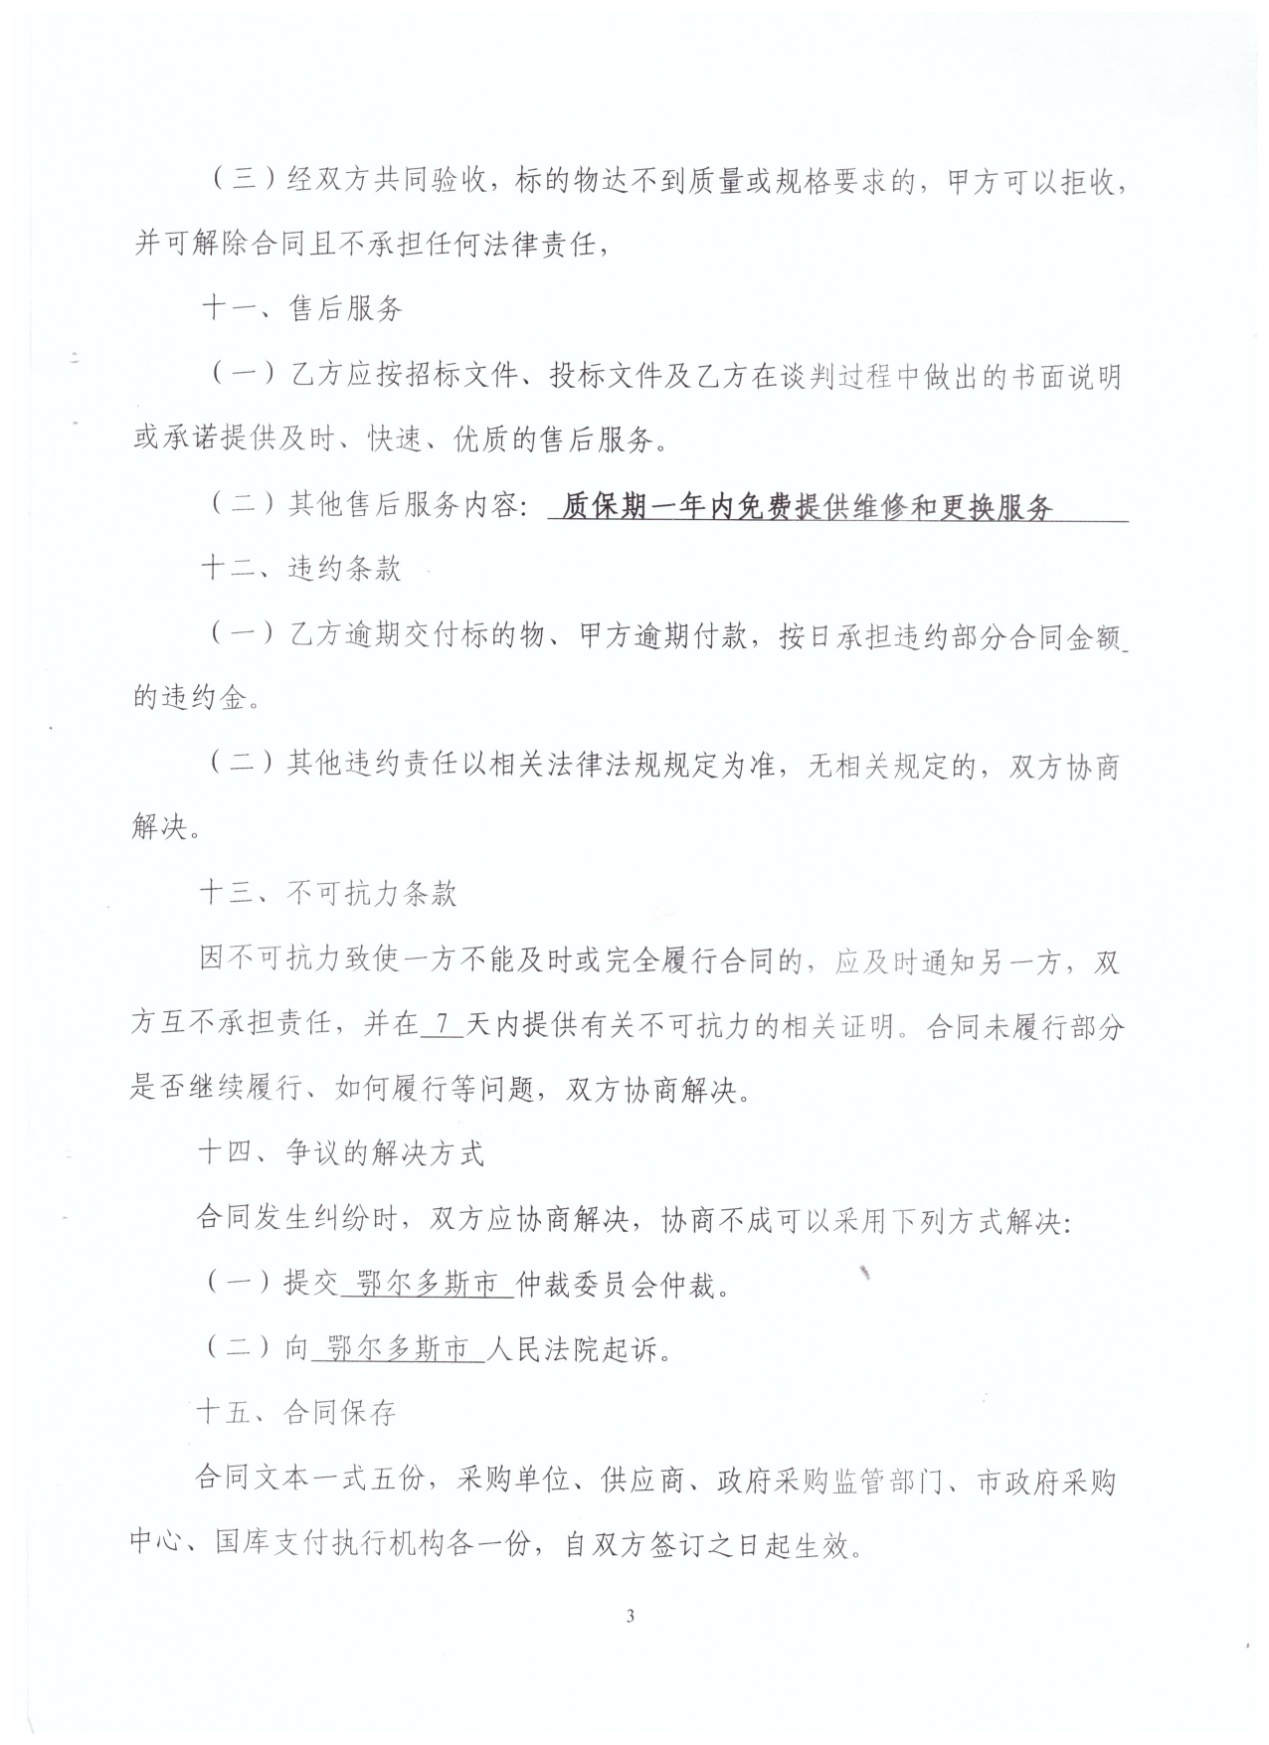 （三）经双方共同验收，标的物达不到质量或规格要求的，甲方可以拒收，
并可解除合同且不承担任何法律责任，
十一、售后服务
（一）乙方应按招标文件、投标文件及乙方在谈判过程中做出的书面说明
或承诺提供及时、快速、优质的售后服务。
（二）其他售后服务内容：质保期一年内免费提供维修和更换服务
十二、违约条款
（一）乙方逾期交付标的物、甲方逾期付款，按日承担违约部分合同金额_
的违约金。
（二）其他违约责任以相关法律法规规定为准，无相关规定的，双方协商
解决。
十三、不可抗力条款
因不可抗力致使一方不能及时或完全履行合同的，应及时通知另一方，双
方互不承担责任，并在 7 天内提供有关不可抗力的相关证明。合同未履行部分
是否继续履行、如何履行等问题，双方协商解决。
十四、争议的解决方式
合同发生纠纷时，双方应协商解决，协商不成可以采用下列方式解决：
（一）提交 鄂尔多斯市 仲裁委员会仲裁。
（二）向 鄂尔多斯市 人民法院起诉。
十五、合同保存
合同文本一式五份，采购单位、供应商、政府采购监管部门、市政府采购
中心、国库支付执行机构各一份，自双方签订之日起生效。
3